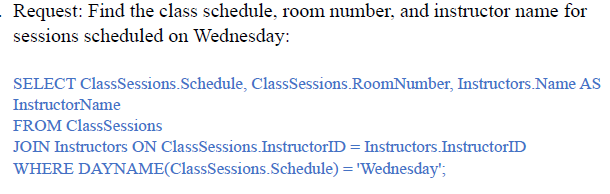 Request: Find the class schedule, room number, and instructor name for
sessions scheduled on Wednesday:
SELECT ClassSessions.Schedule, ClassSessions.RoomNumber, Instructors.Name AS
InstructorName
FROM ClassSessions
JOIN Instructors ON ClassSessions.InstructorID = Instructors.InstructorID
WHERE DAYNAME(ClassSessions.Schedule) = 'Wednesday';